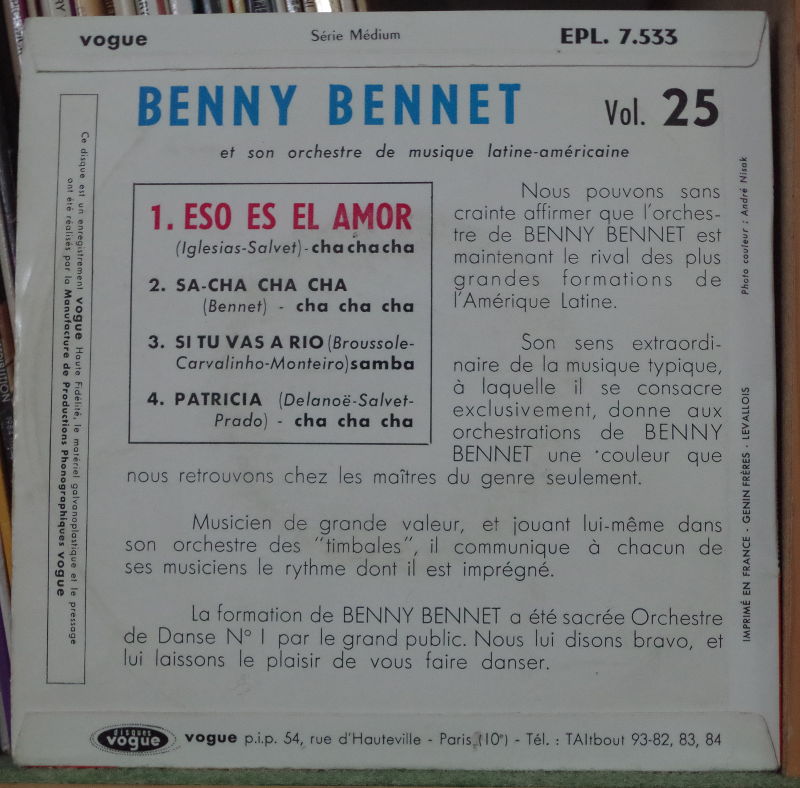 vogue
Série Médium
EPL. 7.533
BENNY BENNET
Vol. 25
et son orchestre de musique latine-américaine
1. ESO ES EL AMOR
(Iglesias-Salvet) - cha cha cha
2. SA-CHA CHA CHA
(Bennet) - cha cha cha
3. SI TU VAS A RIO (Broussole-
Carvalinho-Monteiro) samba
4. PATRICIA (Delanoë-Salvet-
Prado) - cha cha cha
Nous pouvons sans
crainte affirmer que l'orches-
tre de BENNY BENNET est
maintenant le rival des plus
grandes formations de
l'Amérique Latine.
Son sens extraordi-
naire de la musique typique,
à laquelle il se consacre
exclusivement, donne aux
orchestrations de BENNY
BENNET une couleur que
nous retrouvons chez les maîtres du genre seulement.
Musicien de grande valeur, et jouant lui-même dans
son orchestre des "timbales", il communique à chacun de
ses musiciens le rythme dont il est imprégné.
La formation de BENNY BENNET a été sacrée Orchestre
de Danse N° 1 par le grand public. Nous lui disons bravo, et
lui laissons le plaisir de vous faire danser.
Ce disque est un enregistrement vogue Haute Fidélité, le matériel galvanoplastique et le pressage
ont été réalisés par la Manufacture de Productions Phonographiques vogue
Photo couleur : André Nisak
IMPRIMÉ EN FRANCE - GENIN FRÈRES - LEVALLOIS
disques
vogue
vogue p.i.p. 54, rue d'Hauteville - Paris (10e) - Tél. : TAItbout 93-82, 83, 84